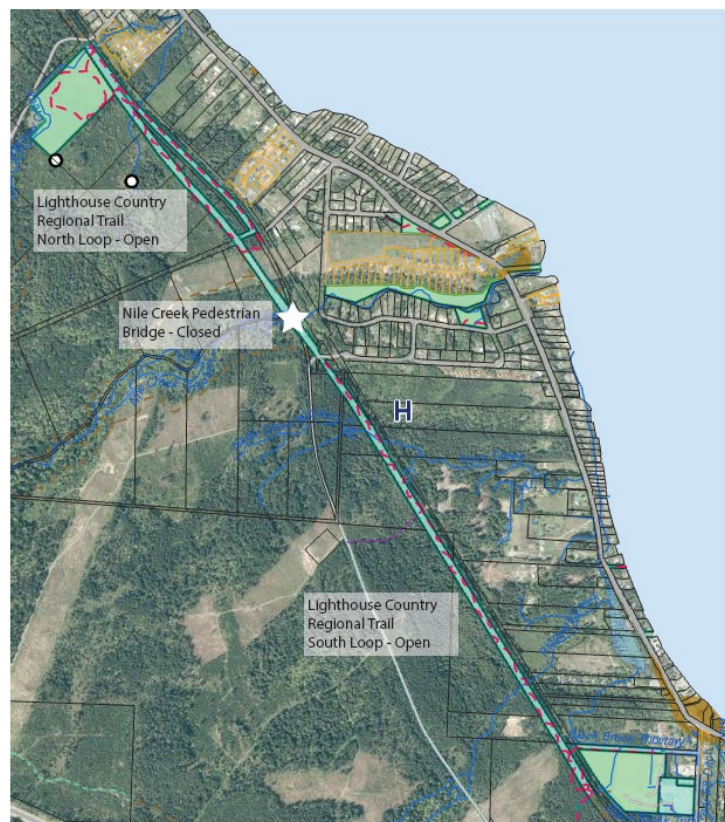 Lighthouse Country
Regional Trail
North Loop - Open
Nile Creek Pedestrian
Bridge - Closed
H
Lighthouse Country
Regional Trail
South Loop - Open